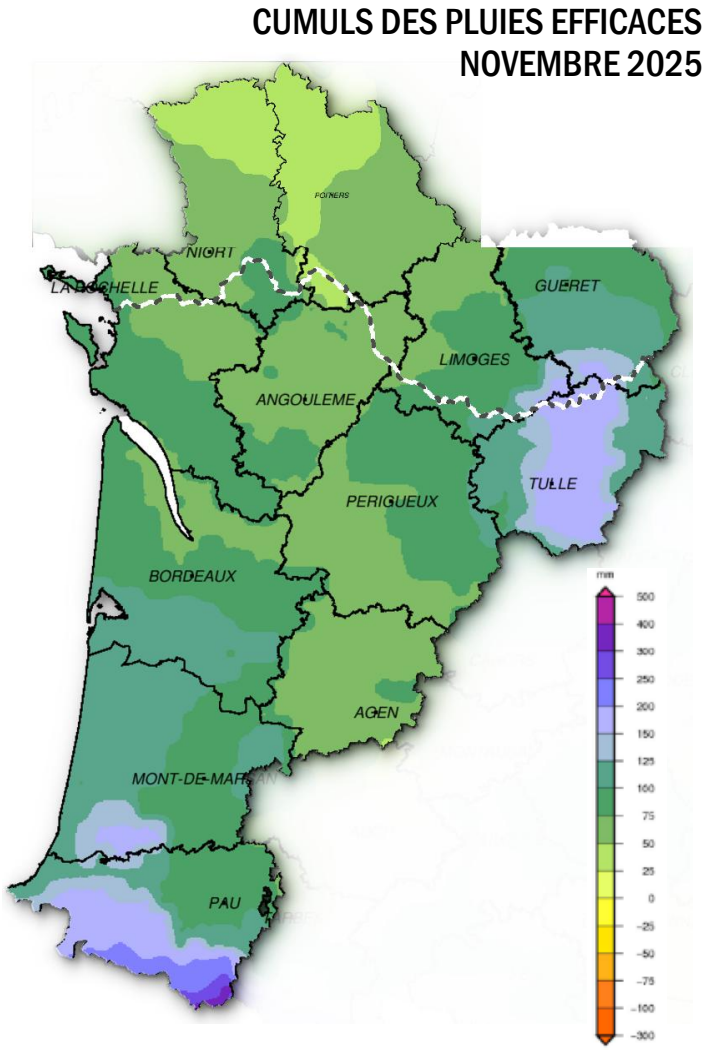 CUMULS DES PLUIES EFFICACES
NOVEMBRE 2025
POITIERS
NIORT
LA ROCHELLE
GUERET
LIMOGES
ANGOULEME
TULLE
PERIGUEUX
BORDEAUX
AGEN
MONT-DE-MARSAN
PAU
mm
500
400
300
250
200
150
125
100
75
50
25
0
-25
-50
-75
-100
-300